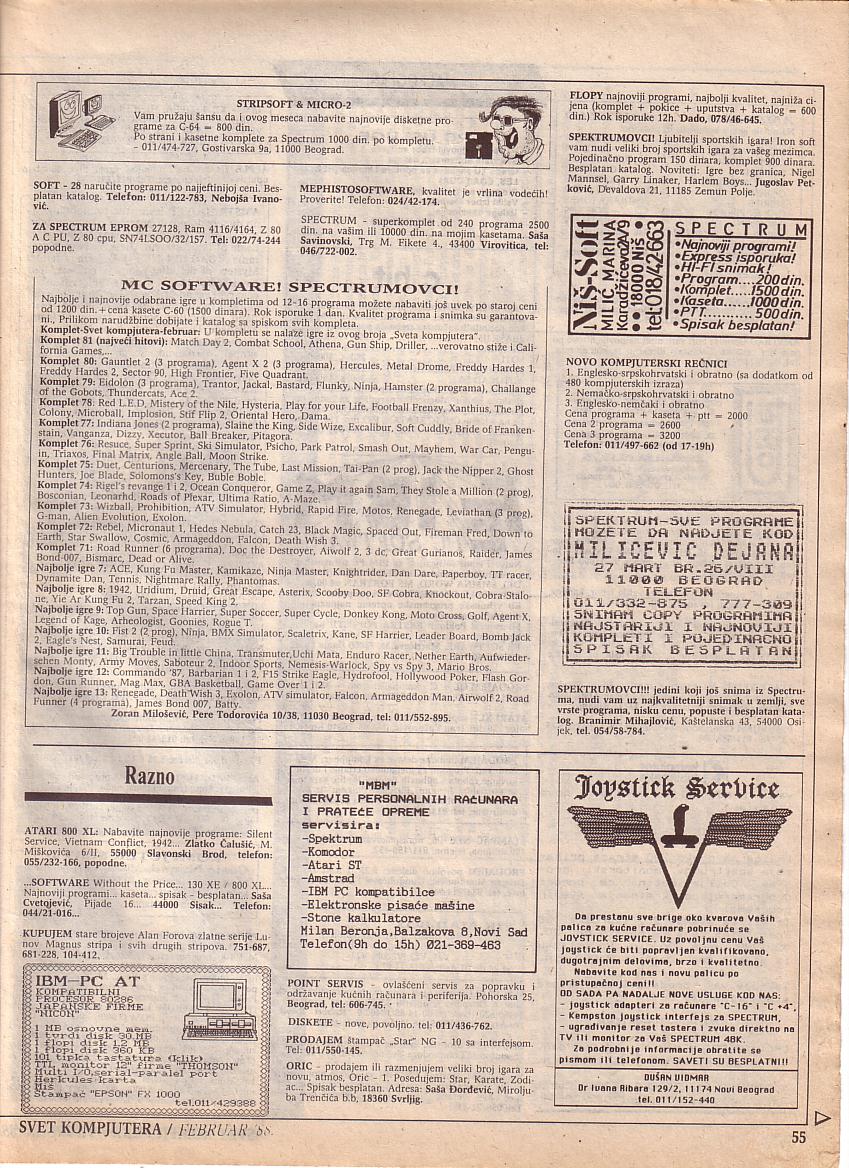 STRIPSOFT & MICRO-2
Vam pružaju šansu da i ovog meseca nabavite najnovije disketne pro-
grame za C-64 = 800 din.
Po strani i kasetne komplete za Spectrum 1000 din. po kompletu.
- 011/474-727, Gostivarska 9a, 11000 Beograd.
SOFT - 28 naručite programe po najjeftinijoj ceni. Bes-
platan katalog. Telefon: 011/122-783, Nebojša Ivano-
vić.
ZA SPECTRUM EPROM 27128, Ram 4116/4164, Z 80
A C PU, Z 80 cpu, SN74LSOO/32/157. Tel: 022/74-244
popodne.
MEPHISTOSOFTWARE, kvalitet je vrlina vodećih!
Proverite! Telefon: 024/42-174.
SPECTRUM - superkomplet od 240 programa 2500
din. na vašim ili 10000 din. na mojim kasetama. Saša
Savinovski, Trg M. Fikete 4., 43400 Virovitica, tel:
046/722-002.
MC SOFTWARE! SPECTRUMOVCI!
Najbolje i najnovije odabrane igre u kompletima od 12-16 programa možete nabaviti još uvek po staroj ceni
od 1200 din.+cena kasete C-60 (1500 dinara). Rok isporuke 1 dan. Kvalitet programa i snimka su garantova-
ni., Prilikom narudžbine dobijate i katalog sa spiskom svih kompleta.
Komplet-Svet kompjutera-februar: U kompletu se nalaze igre iz ovog broja „Sveta kompjutera".
Komplet 81 (najveći hitovi): Match Day 2, Combat School, Athena, Gun Ship, Driller, ...verovatno stiže i Cali-
fornia Games,...
Komplet 80: Gauntlet 2 (3 programa), Agent X 2 (3 programa), Hercules, Metal Drome, Freddy Hardes 1,
Freddy Hardes 2, Sector 90, High Frontier, Five Quadrant.
Komplet 79: Eidolon (3 programa), Trantor, Jackal, Bastard, Flunky, Ninja, Hamster (2 programa), Challange
of the Gobots, Thundercats, Ace 2.
Komplet 78. Red L.E.D, Mistery of the Nile, Hysteria, Play for your Life, Football Frenzy, Xanthius, The Plot,
Colony, Microball, Implosion, Stif Flip 2, Oriental Hero, Dama.
Komplet 77: Indiana Jones (2 programa), Slaine the King, Side Wize, Excalibur, Soft Cuddly, Bride of Franken-
stain, Vanganza, Dizzy, Xecutor, Ball Breaker, Pitagora.
Komplet 76: Resuce, Super Sprint, Ski Simulator, Psicho, Park Patrol, Smash Out, Mayhem, War Car, Pengu-
in, Triaxos, Final Matrix, Angle Ball, Moon Strike.
Komplet 75: Duet, Centurions, Mercenary, The Tube, Last Mission, Tai-Pan (2 prog), Jack the Nipper 2, Ghost
Hunters, Joe Blade, Solomons's Key, Buble Boble.
Komplet 74: Rigel's revenge 1 i 2, Ocean Conqueror, Game Z, Play it again Sam, They Stole a Million (2 prog),
Bosconian, Leonarhd, Roads of Plexar, Ultima Ratio, A-Maze.
Komplet 73: Wizball, Prohibition, ATV Simulator, Hybrid, Rapid Fire, Motos, Renegade, Leviathan (3 prog),
G-man, Alien Evolution, Exolon.
Komplet 72: Rebel, Micronaut 1, Hedes Nebula, Catch 23, Black Magic, Spaced Out, Fireman Fred, Down to
Earth, Star Swallow, Cosmic, Armageddon, Falcon, Death Wish 3.
Komplet 71: Road Runner (6 programa), Doc the Destroyer, Aiwolf 2, 3 dc, Great Gurianos, Raider, James
Bond-007, Bismarc, Dead or Alive.
Najbolje igre 7: ACE, Kung Fu Master, Kamikaze, Ninja Master, Knightrider, Dan Dare, Paperboy, TT racer,
Dynamite Dan, Tennis, Nightmare Rally, Phantomas.
Najbolje igre 8: 1942, Uridium, Druid, Great Escape, Asterix, Scooby Doo, SF Cobra, Knockout, Cobra-Stalo-
ne, Yie Ar Kung Fu 2, Tarzan, Speed King 2.
Najbolje igre 9: Top Gun, Space Harrier, Super Soccer, Super Cycle, Donkey Kong, Moto Cross, Golf, Agent X,
Legend of Kage, Arheologist, Goonies, Rogue T.
Najbolje igre 10: Fist 2 (2 prog), Ninja, BMX Simulator, Scaletrix, Kane, SF Harrier, Leader Board, Bomb Jack
2, Eagle's Nest, Samurai, Feud.
Najbolje igre 11: Big Trouble in little China, Transmuter,Uchi Mata, Enduro Racer, Nether Earth, Aufwieder-
sehen Monty, Army Moves, Saboteur 2, Indoor Sports, Nemesis-Warlock, Spy vs Spy 3, Mario Bros.
Najbolje igre 12: Commando '87, Barbarian 1 i 2, F15 Strike Eagle, Hydrofool, Hollywood Poker, Flash Gor-
don, Gun Runner, Mag Max, GBA Basketball, Game Over 1 i 2.
Najbolje igre 13: Renegade, Death Wish 3, Exolon, ATV simulator, Falcon, Armageddon Man, Airwolf 2, Road
Funner (4 programa), James Bond 007, Batty.
Zoran Milošević, Pere Todorovića 10/38, 11030 Beograd, tel: 011/552-895.
FLOPY najnoviji programi, najbolji kvalitet, najniža ci-
jena (komplet + pokice + uputstva + katalog = 600
din.) Rok isporuke 12h. Dado, 078/46-645.
SPEKTRUMOVCI! Ljubitelji sportskih igara! Iron soft
vam nudi veliki broj sportskih igara za vašeg mezimca.
Pojedinačno program 150 dinara, komplet 900 dinara.
Besplatan katalog. Noviteti: Igre bez granica, Nigel
Mannsel, Garry Linaker, Harlem Boys... Jugoslav Pet-
ković, Devaldova 21, 11185 Zemun Polje.
Niš-Soft
MILIĆ MARINA
Karadžićeva 2A/9
18000 NIŠ
tel:018/42663
SPECTRUM
•Najnoviji programi!
•Express isporuka!
•HI-FI snimak!
•Program.....200din.
•Komplet.....1500din.
•Kaseta......1000din.
•PTT...........500din.
•Spisak besplatan!
NOVO KOMPJUTERSKI REČNICI
1. Englesko-srpskohrvatski i obratno (sa dodatkom od
480 kompjuterskih izraza)
2. Nemačko-srpskohrvatski i obratno
3. Englesko-nemčaki i obratno
Cena programa + kaseta + ptt = 2000
Cena 2 programa = 2600
Cena 3 programa = 3200
Telefon: 011/497-662 (od 17-19h)
SPEKTRUM-SVE PROGRAME
MOZETE DA NADJETE KOD
MILICEVIC DEJANA
27 MART BR.26/VIII
11000 BEOGRAD
TELEFON
011/332-875 , 777-309
SNIMAM COPY PROGRAMIMA
NAJSTARIJI I NAJNOVIJI
KOMPLETI I POJEDINACNO
SPISAK BESPLATAN
SPEKTRUMOVCI!!! jedini koji još snima iz Spectru-
ma, nudi vam uz najkvalitetniji snimak u zemlji, sve
vrste programa, nisku cenu, popuste i besplatan kata-
log. Branimir Mihajlović, Kaštelanska 43, 54000 Osi-
jek, tel. 054/58-784.
Razno
ATARI 800 XL: Nabavite najnovije programe: Silent
Service, Vietnam Conflict, 1942... Zlatko Čalušić, M.
Miškovića 6/II, 55000 Slavonski Brod, telefon:
055/232-166, popodne.
...SOFTWARE Without the Price... 130 XE / 800 XL...
Najnoviji programi... kaseta... spisak - besplatan... Saša
Cvetojević, Pijade 16... 44000 Sisak... Telefon:
044/21-016...
KUPUJEM stare brojeve Alan Forova zlatne serije Lu-
nov Magnus stripa i svih drugih stripova. 751-687,
681-228, 104-412,
IBM-PC AT
KOMPATIBILNI
PROCESOR 80286
JAPANSKE FIRME
"NICON"
1 MB osnovne mem.
1 tvrdi disk 30 MB
1 flopi disk 1.2 MB
1 flopi disk 360 KB
101 tipka tastatura (klik)
TTL monitor 12" firme "THOMSON"
Multi I/O,serial-paralel port
Herkules karta
Mis
Stampac "EPSON" FX 1000
tel.011/429388
"MBM"
SERVIS PERSONALNIH RAČUNARA
I PRATEĆE OPREME
servisira:
-Spektrum
-Komodor
-Atari ST
-Amstrad
-IBM PC kompatibilce
-Elektronske pisaće mašine
-Stone kalkulatore
Milan Beronja,Balzakova 8,Novi Sad
Telefon(9h do 15h) 021-369-463
POINT SERVIS - ovlašćeni servis za popravku i
održavanje kućnih računara i periferija. Pohorska 25,
Beograd, tel: 606-745.
DISKETE - nove, povoljno. tel: 011/436-762.
PRODAJEM štampač „Star" NG - 10 sa interfejsom.
Tel: 011/550-145.
ORIC - prodajem ili razmenjujem veliki broj igara za
novu, atmos, Oric - 1. Posedujem: Star, Karate, Zodi-
ac... Spisak besplatan. Adresa: Saša Đorđević, Mirolju-
ba Trenčića b.b, 18360 Svrljig.
Joystick Service
Da prestanu sve brige oko kvarova Vaših
palica za kućne računare pobrinuće se
JOYSTICK SERVICE. Uz povoljnu cenu Vaš
joystick će biti popravljen kvalifikovano,
dugotrajnim delovima, brzo i kvalitetno.
Nabavite kod nas i novu palicu po
pristupačnoj ceni!!
OD SADA PA NADALJE NOVE USLUGE KOD NAS:
- joystick adapteri za računare "C-16" i "C +4",
- Kempston joystick interfejs za SPECTRUM,
- ugrađivanje reset tastera i zvuka direktno na
TV ili monitor za Vaš SPECTRUM 48K.
Za podrobnije informacije obratite se
pismom ili telefonom. SAVETI SU BESPLATNI!!
DUŠAN VIDMAR
Dr Ivana Ribara 129/2, 11174 Novi Beograd
tel. 011/152-440
SVET KOMPJUTERA / FEBRUAR '88.
55